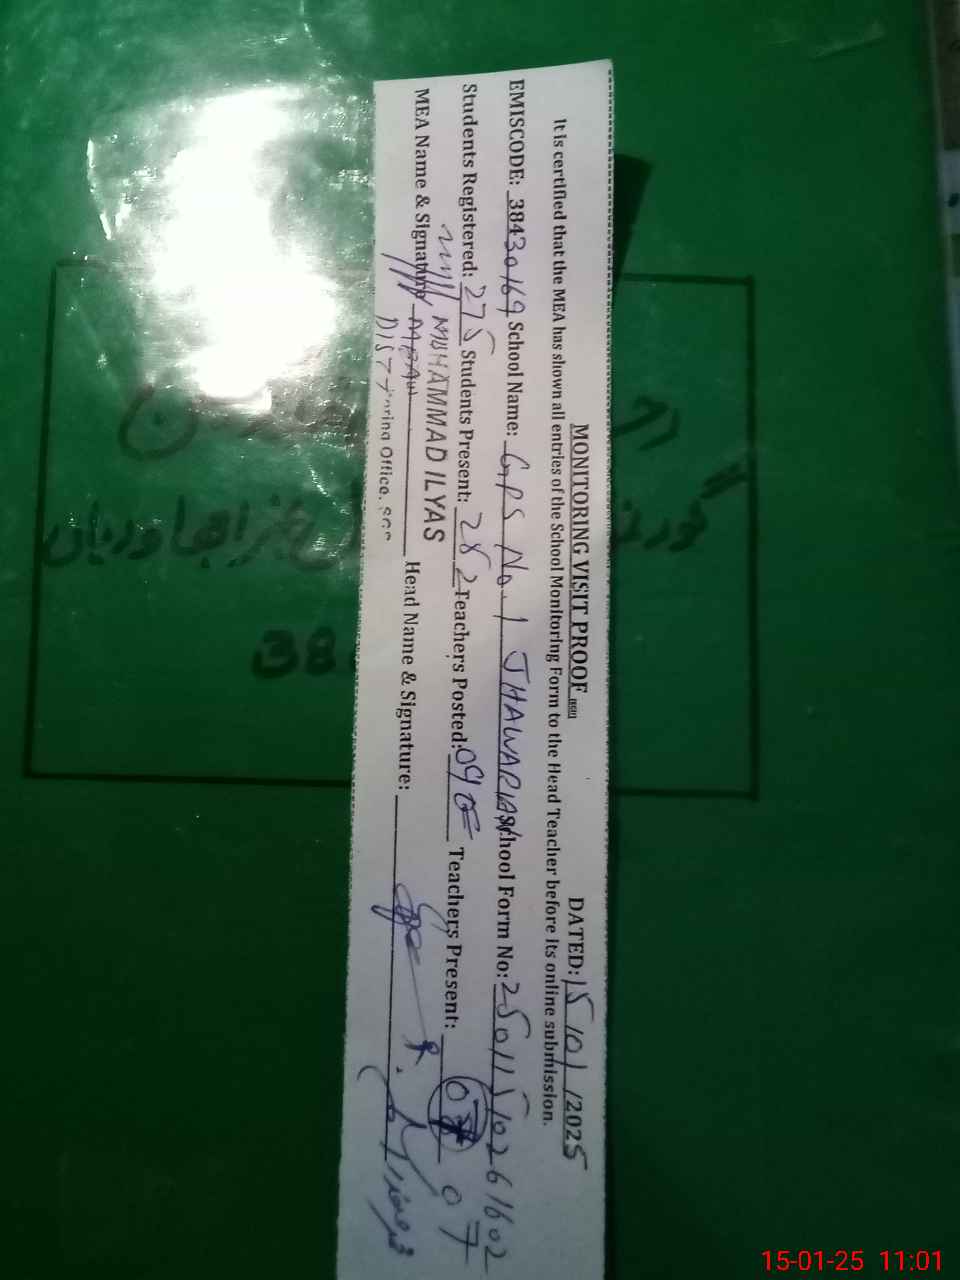 MONITORING VISIT PROOF DATED: 15/01/2025
It is certified that the MEA has shown all entries of the School Monitoring Form to the Head Teacher before its online submission.
EMISCODE: 38430169 School Name: GPS No.1 JHAWARIAN School Form No: 25011510261602
Students Registered: 275 Students Present: 282 Teachers Posted: 09 Teachers Present: 07
MUHAMMAD ILYAS
MEA Name & Signature Head Name & Signature:
Office.
38
15-01-25 11:01